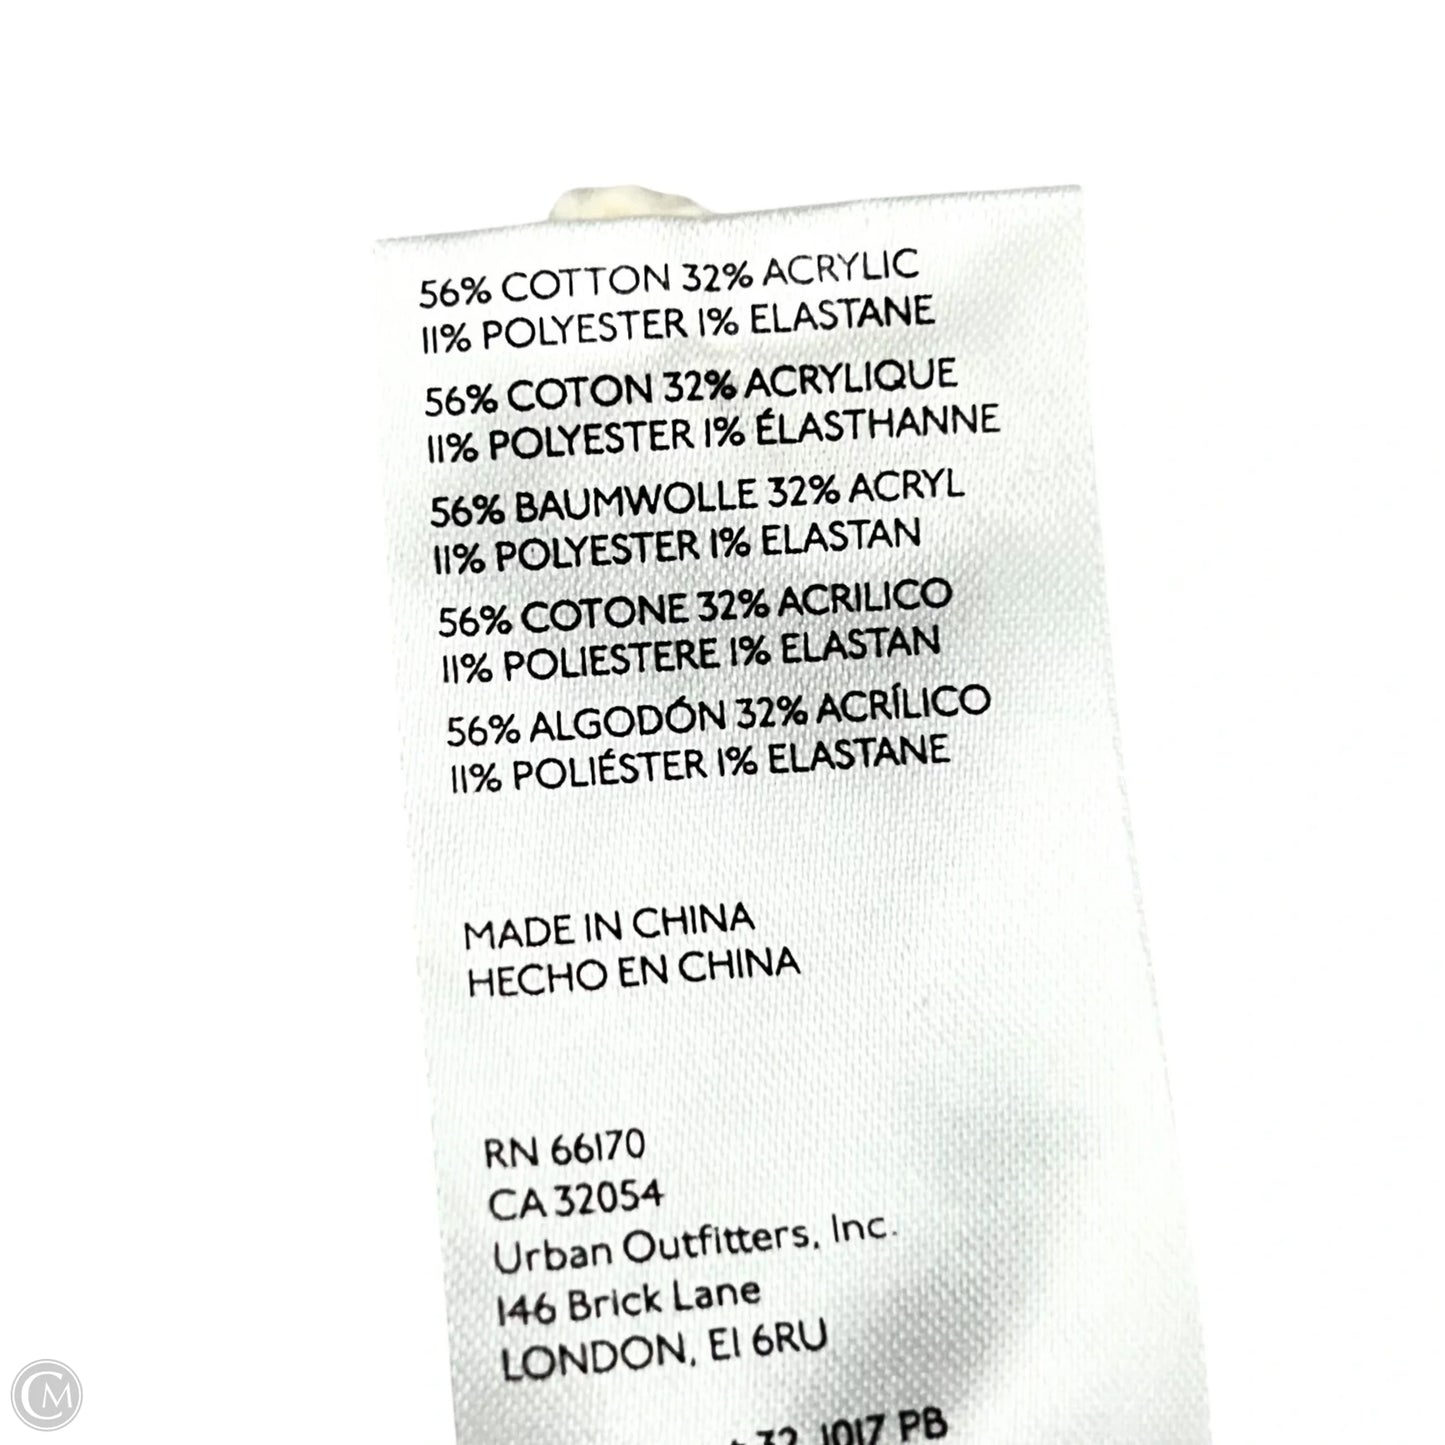 56% COTTON 32% ACRYLIC
11% POLYESTER 1% ELASTANE
56% COTON 32% ACRYLIQUE
11% POLYESTER 1% ÉLASTHANNE
56% BAUMWOLLE 32% ACRYL
11% POLYESTER 1% ELASTAN
56% COTONE 32% ACRILICO
11% POLIESTERE 1% ELASTAN
56% ALGODÓN 32% ACRÍLICO
11% POLIÉSTER 1% ELASTANE
MADE IN CHINA
HECHO EN CHINA
RN 66170
CA 32054
Urban Outfitters, Inc.
146 Brick Lane
LONDON, E1 6RU
1017 PB
CM